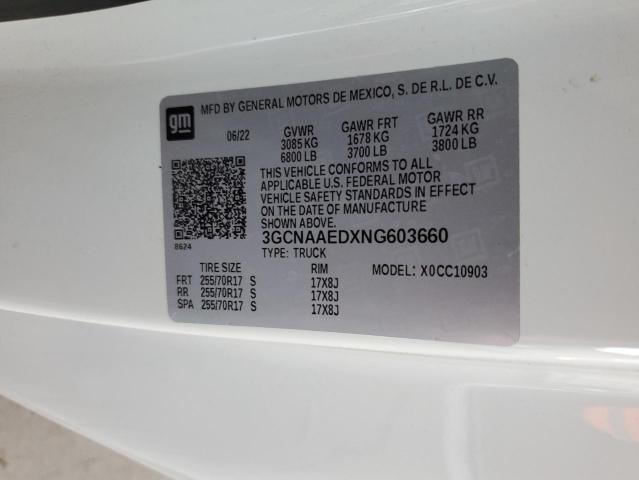 gm
MFD BY GENERAL MOTORS DE MEXICO, S. DE R.L. DE C.V.
06/22 GVWR GAWR FRT GAWR RR
3085 KG 1678 KG 1724 KG
6800 LB 3700 LB 3800 LB
THIS VEHICLE CONFORMS TO ALL
APPLICABLE U.S. FEDERAL MOTOR
VEHICLE SAFETY STANDARDS IN EFFECT
ON THE DATE OF MANUFACTURE
SHOWN ABOVE.
8624
3GCNAAEDXNG603660
TYPE: TRUCK
TIRE SIZE RIM MODEL: X0CC10903
FRT 255/70R17 S 17X8J
RR 255/70R17 S 17X8J
SPA 255/70R17 S 17X8J